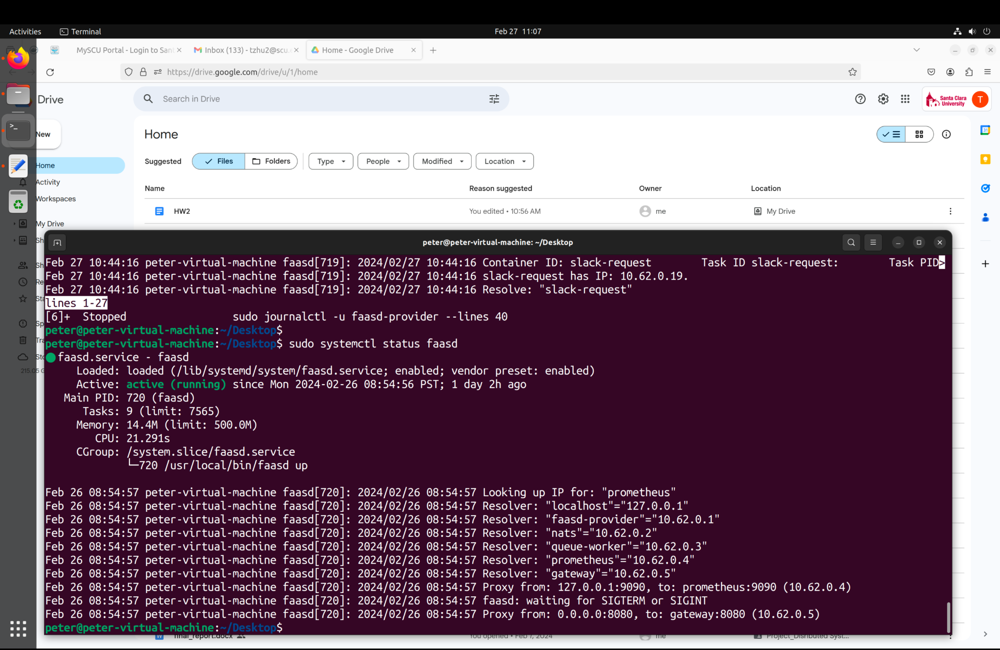 Activities
Terminal
Feb 27 11:07
MySCU Portal - Login to San
Inbox (133) - tzhu2@scu.
Home - Google Drive
https://drive.google.com/drive/u/1/home
Drive
Search in Drive
Santa Clara
University
T
New
Home
31
Suggested
Files
Folders
Type
People
Modified
Location
Home
Activity
Workspaces
Name
Reason suggested
Owner
Location
HW2
You edited • 10:56 AM
me
My Drive
My Drive
Sh
Sh
Re
Sta
Sp
Tra
Sto
215.05 G
peter@peter-virtual-machine: ~/Desktop
Feb 27 10:44:16 peter-virtual-machine faasd[719]: 2024/02/27 10:44:16 Container ID: slack-request        Task ID slack-request:        Task PID>
Feb 27 10:44:16 peter-virtual-machine faasd[719]: 2024/02/27 10:44:16 slack-request has IP: 10.62.0.19.
Feb 27 10:44:16 peter-virtual-machine faasd[719]: 2024/02/27 10:44:16 Resolve: "slack-request"
lines 1-27
[6]+  Stopped                 sudo journalctl -u faasd-provider --lines 40
peter@peter-virtual-machine:~/Desktop$
peter@peter-virtual-machine:~/Desktop$ sudo systemctl status faasd
● faasd.service - faasd
     Loaded: loaded (/lib/systemd/system/faasd.service; enabled; vendor preset: enabled)
     Active: active (running) since Mon 2024-02-26 08:54:56 PST; 1 day 2h ago
   Main PID: 720 (faasd)
      Tasks: 9 (limit: 7565)
     Memory: 14.4M (limit: 500.0M)
        CPU: 21.291s
     CGroup: /system.slice/faasd.service
             └─720 /usr/local/bin/faasd up
Feb 26 08:54:57 peter-virtual-machine faasd[720]: 2024/02/26 08:54:57 Looking up IP for: "prometheus"
Feb 26 08:54:57 peter-virtual-machine faasd[720]: 2024/02/26 08:54:57 Resolver: "localhost"="127.0.0.1"
Feb 26 08:54:57 peter-virtual-machine faasd[720]: 2024/02/26 08:54:57 Resolver: "faasd-provider"="10.62.0.1"
Feb 26 08:54:57 peter-virtual-machine faasd[720]: 2024/02/26 08:54:57 Resolver: "nats"="10.62.0.2"
Feb 26 08:54:57 peter-virtual-machine faasd[720]: 2024/02/26 08:54:57 Resolver: "queue-worker"="10.62.0.3"
Feb 26 08:54:57 peter-virtual-machine faasd[720]: 2024/02/26 08:54:57 Resolver: "prometheus"="10.62.0.4"
Feb 26 08:54:57 peter-virtual-machine faasd[720]: 2024/02/26 08:54:57 Resolver: "gateway"="10.62.0.5"
Feb 26 08:54:57 peter-virtual-machine faasd[720]: 2024/02/26 08:54:57 Proxy from: 127.0.0.1:9090, to: prometheus:9090 (10.62.0.4)
Feb 26 08:54:57 peter-virtual-machine faasd[720]: 2024/02/26 08:54:57 faasd: waiting for SIGTERM or SIGINT
Feb 26 08:54:57 peter-virtual-machine faasd[720]: 2024/02/26 08:54:57 Proxy from: 0.0.0.0:8080, to: gateway:8080 (10.62.0.5)
peter@peter-virtual-machine:~/Desktop$
final_report.docx
You opened • Feb 7, 2024
me
Project_Distributed Syst...